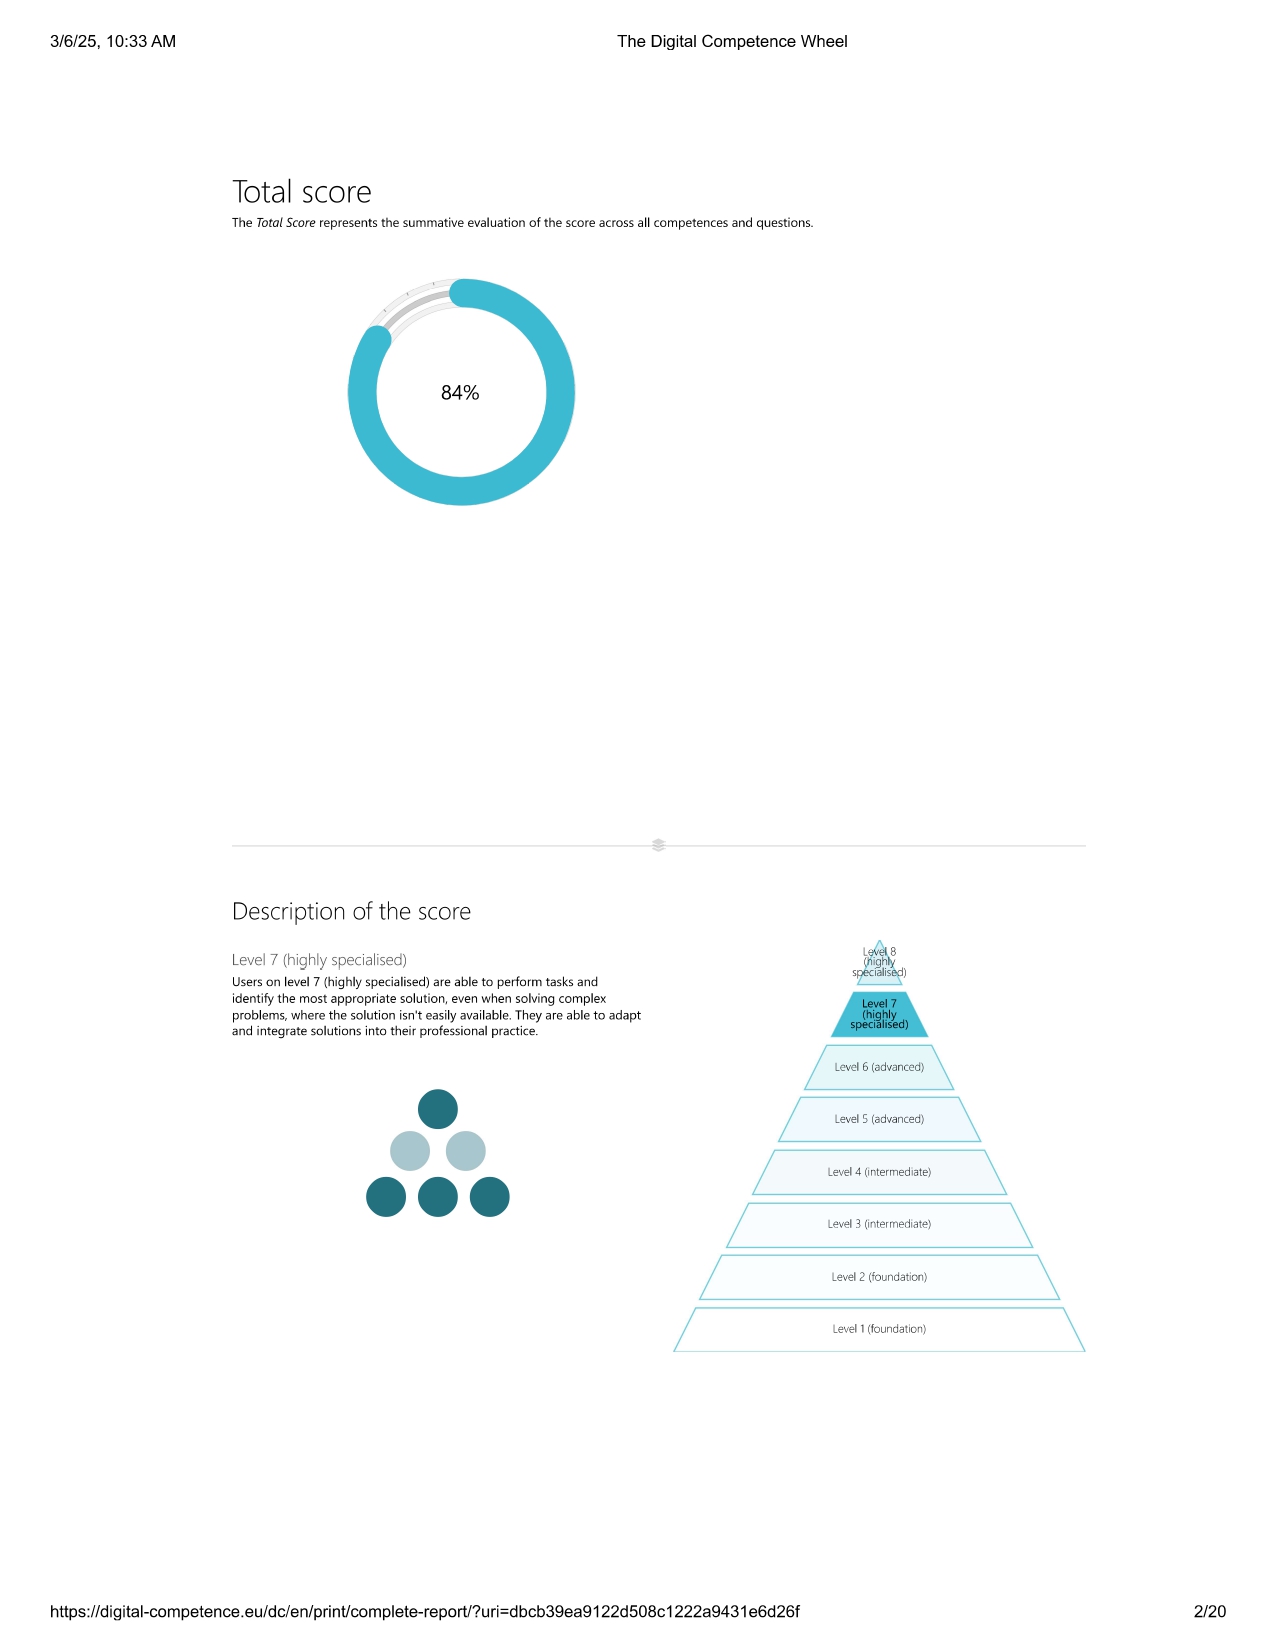 3/6/25, 10:33 AM
The Digital Competence Wheel
Total score
The Total Score represents the summative evaluation of the score across all competences and questions.
84%
Description of the score
Level 7 (highly specialised)
Users on level 7 (highly specialised) are able to perform tasks and
identify the most appropriate solution, even when solving complex
problems, where the solution isn't easily available. They are able to adapt
and integrate solutions into their professional practice.
Level 8
(highly
specialised)
Level 7
(highly
specialised)
Level 6 (advanced)
Level 5 (advanced)
Level 4 (intermediate)
Level 3 (intermediate)
Level 2 (foundation)
Level 1 (foundation)
https://digital-competence.eu/dc/en/print/complete-report/?uri=dbcb39ea9122d508c1222a9431e6d26f
2/20